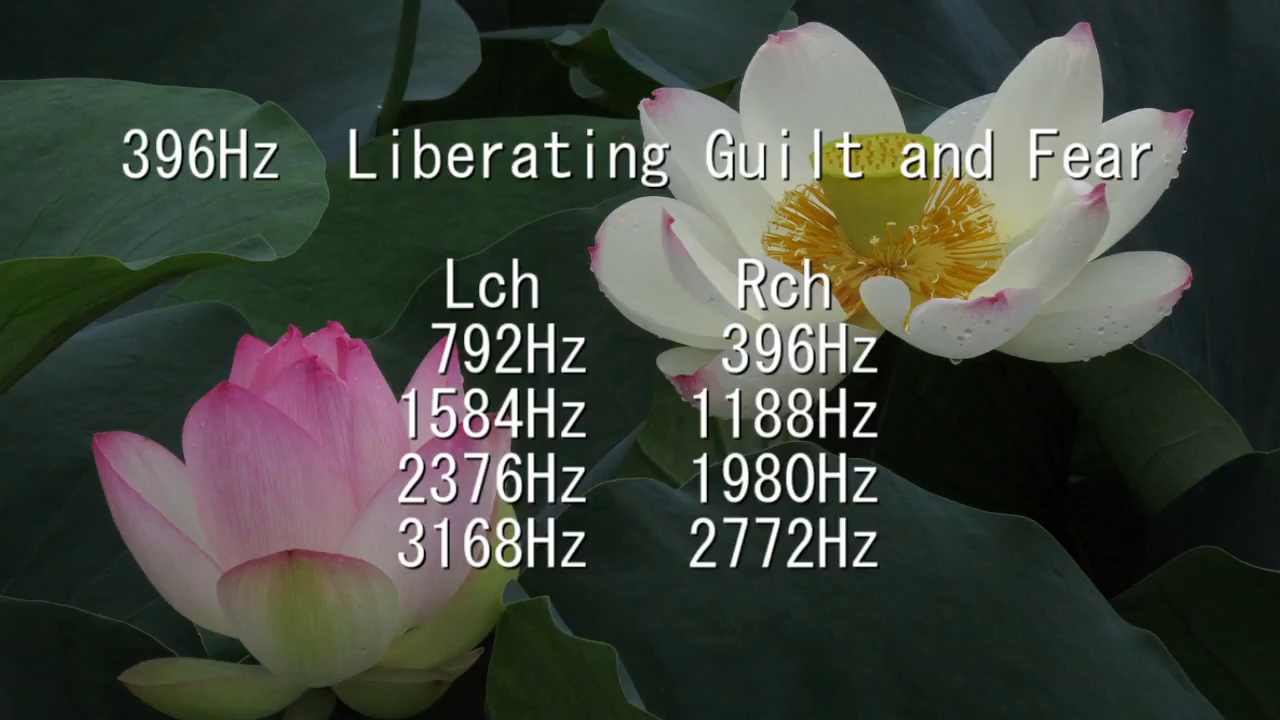 396Hz  Liberating Guilt and Fear
Lch Rch
792Hz 396Hz
1584Hz 1188Hz
2376Hz 1980Hz
3168Hz 2772Hz